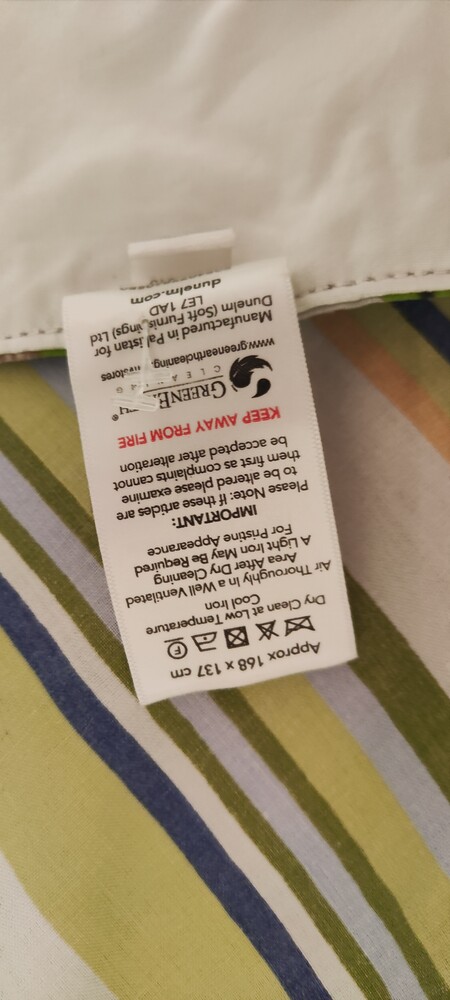 Approx 168 x 137 cm
F
Dry Clean at Low Temperature
Cool Iron
Air Thoroughly in a Well Ventilated
Area After Dry Cleaning
A Light Iron May Be Required
For Pristine Appearance
IMPORTANT:
Please Note: If these articles are
to be altered please examine
them first as complaints cannot
be accepted after alteration
KEEP AWAY FROM FIRE
CLEANING
www.greenearthcleaning.
Manufactured in Pakistan for
Dunelm (Soft Furnishings) Ltd
LE7 1AD
dunelm.com